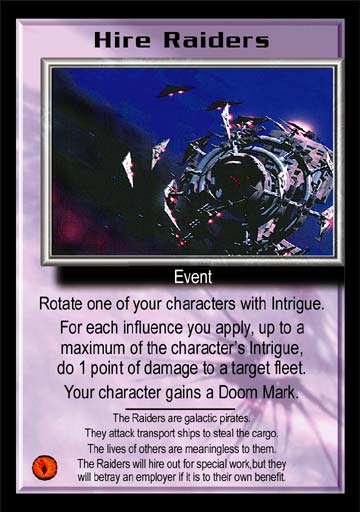 Hire Raiders
Event
Rotate one of your characters with Intrigue.
For each influence you apply, up to a
maximum of the character's Intrigue,
do 1 point of damage to a target fleet.
Your character gains a Doom Mark.
The Raiders are galactic pirates.
They attack transport ships to steal the cargo.
The lives of others are meaningless to them.
The Raiders will hire out for special work,but they
will betray an employer if it is to their own benefit.